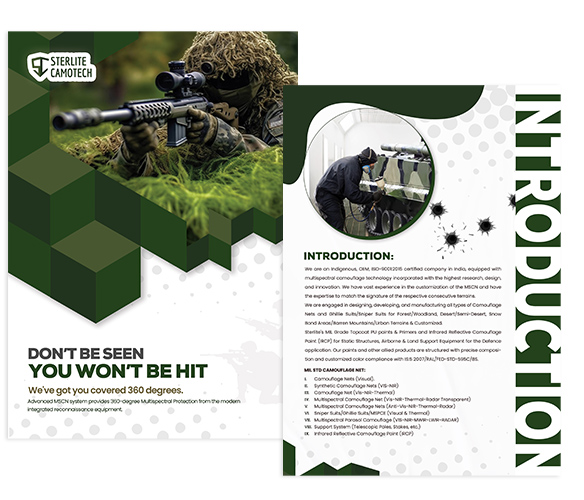 STERLITE
CAMOTECH
DON'T BE SEEN
YOU WON'T BE HIT
We've got you covered 360 degrees.
Advanced MSCN system provides 360-degree Multispectral Protection from the modern
integrated reconnaissance equipment.
INTRODUCTION
INTRODUCTION:
We are an Indigenous, OEM, ISO-9001:2015 certified company in India, equipped with
multispectral camouflage technology incorporated with the highest research, design,
and innovation. We have vast experience in the customization of the MSCN and have
the expertise to match the signature of the respective consecutive terrains.
We are engaged in designing, developing, and manufacturing all types of Camouflage
Nets and Ghillie Suits/Sniper Suits for Forest/Woodland, Desert/Semi-Desert, Snow
Bond Areas/Barren Mountains/Urban Terrains & Customized.
Sterlite's MIL Grade Topcoat PU paints & Primers and Infrared Reflective Camouflage
Paint (IRCP) for Static Structures, Airborne & Land Support Equipment for the Defence
application. Our paints and other allied products are structured with precise composi-
tion and customized color compliance with IS:5 2007/RAL/FED-STD-595C/BS.
MIL STD CAMOUFLAGE NET:
I. Camouflage Nets (Visual);
II. Synthetic Camouflage Nets (VIS-NIR)
III. Camouflage Net (VIS-NIR-Thermal)
IV. Multispectral Camouflage Net (Vis-NIR-Thermal-Radar Transparent)
V. Multispectral Camouflage Nets (Anti-Vis-NIR-Thermal-Radar)
VI. Sniper Suits/Ghillie Suits/MSPCS (Visual & Thermal)
VII. Multispectral Parasol Camouflage (VIS-NIR-MWIR-LWIR-RADAR)
VIII. Support System (Telescopic Poles, Stakes, etc.)
IX. Infrared Reflective Camouflage Paint (IRCP)